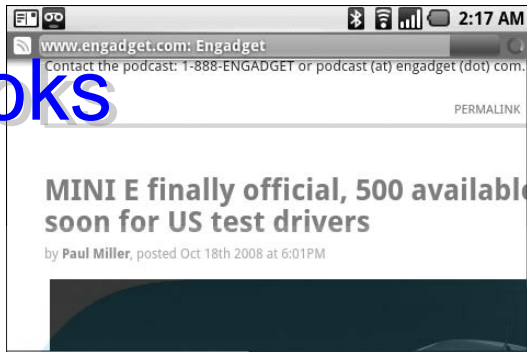 2:17 AM
www.engadget.com: Engadget
Contact the podcast: 1-888-ENGADGET or podcast (at) engadget (dot) com.
oks
PERMALINK
MINI E finally official, 500 available
soon for US test drivers
by Paul Miller, posted Oct 18th 2008 at 6:01PM